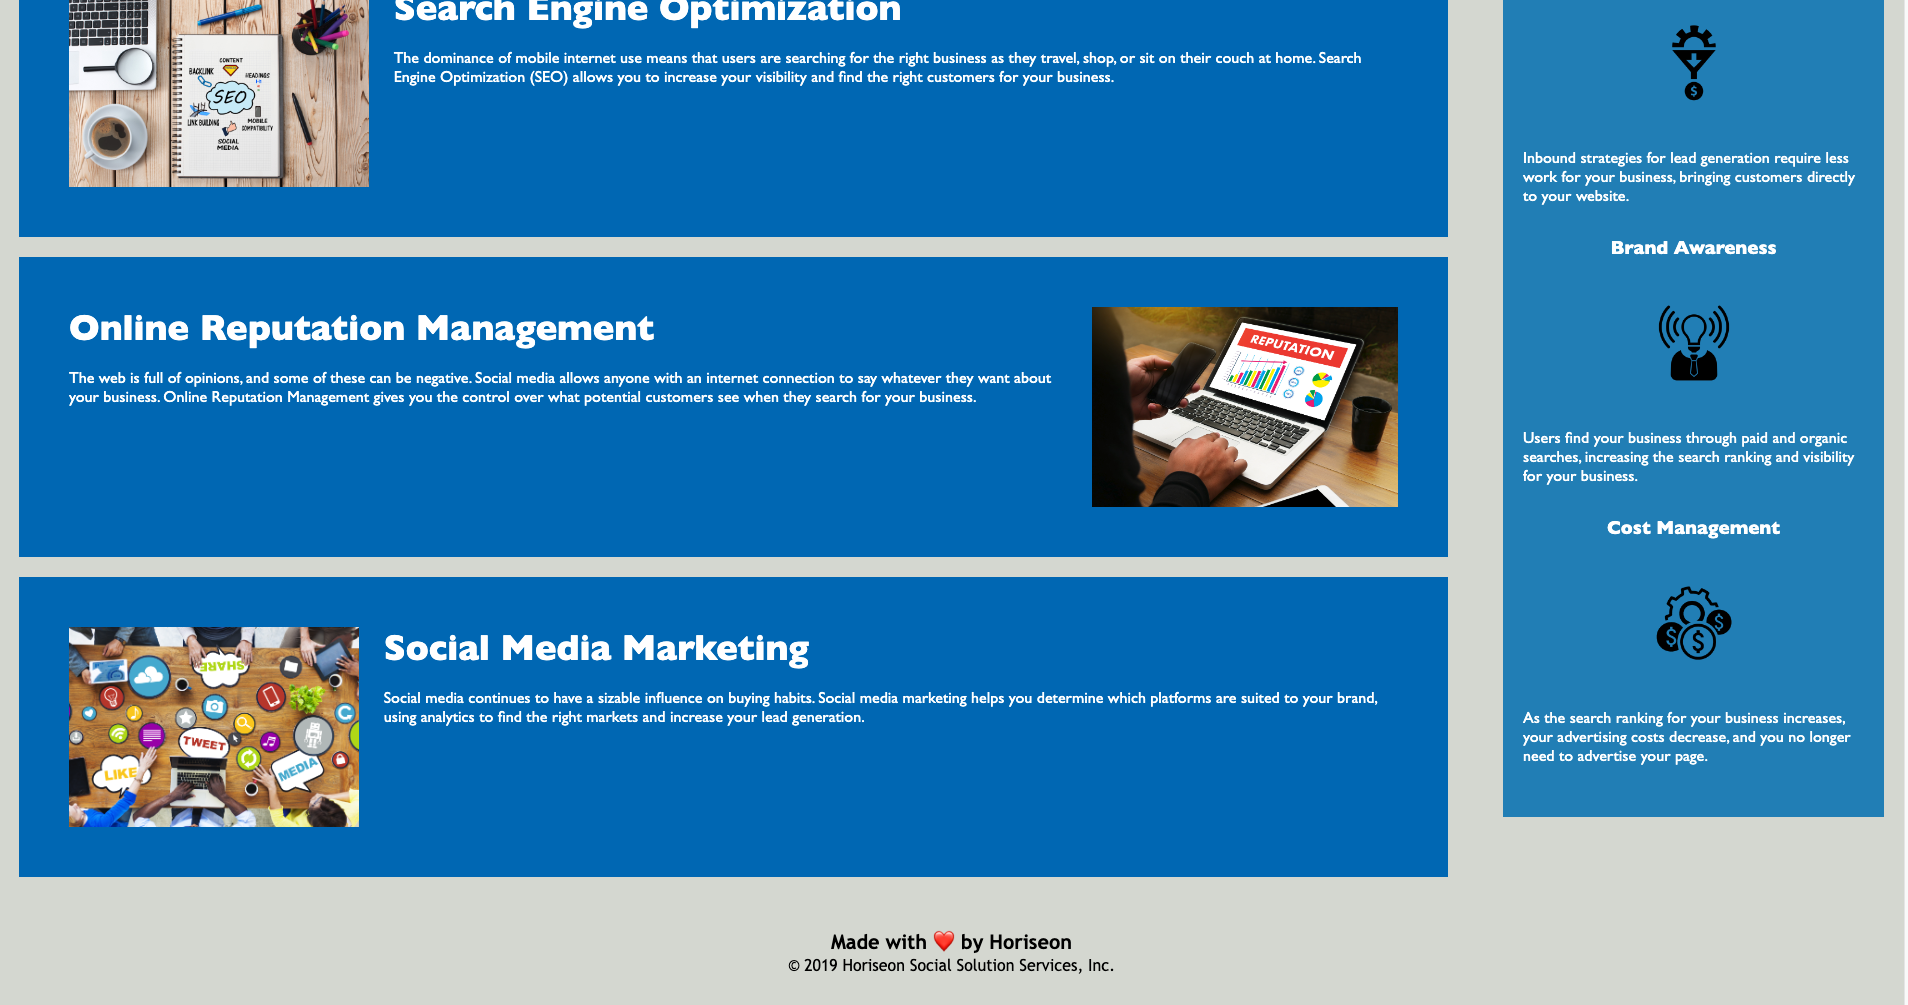 Search Engine Optimization
The dominance of mobile internet use means that users are searching for the right business as they travel, shop, or sit on their couch at home. Search
Engine Optimization (SEO) allows you to increase your visibility and find the right customers for your business.
CONTENT
BACKLINK
HEADINGS
SEO
LINK BUILDING
MOBILE
COMPATIBILITY
SOCIAL
MEDIA
Online Reputation Management
The web is full of opinions, and some of these can be negative. Social media allows anyone with an internet connection to say whatever they want about
your business. Online Reputation Management gives you the control over what potential customers see when they search for your business.
REPUTATION
SHARE
TWEET
LIKE
MEDIA
Social Media Marketing
Social media continues to have a sizable influence on buying habits. Social media marketing helps you determine which platforms are suited to your brand,
using analytics to find the right markets and increase your lead generation.
$
Inbound strategies for lead generation require less
work for your business, bringing customers directly
to your website.
Brand Awareness
Users find your business through paid and organic
searches, increasing the search ranking and visibility
for your business.
Cost Management
$ $ $
As the search ranking for your business increases,
your advertising costs decrease, and you no longer
need to advertise your page.
Made with ❤️ by Horiseon
© 2019 Horiseon Social Solution Services, Inc.